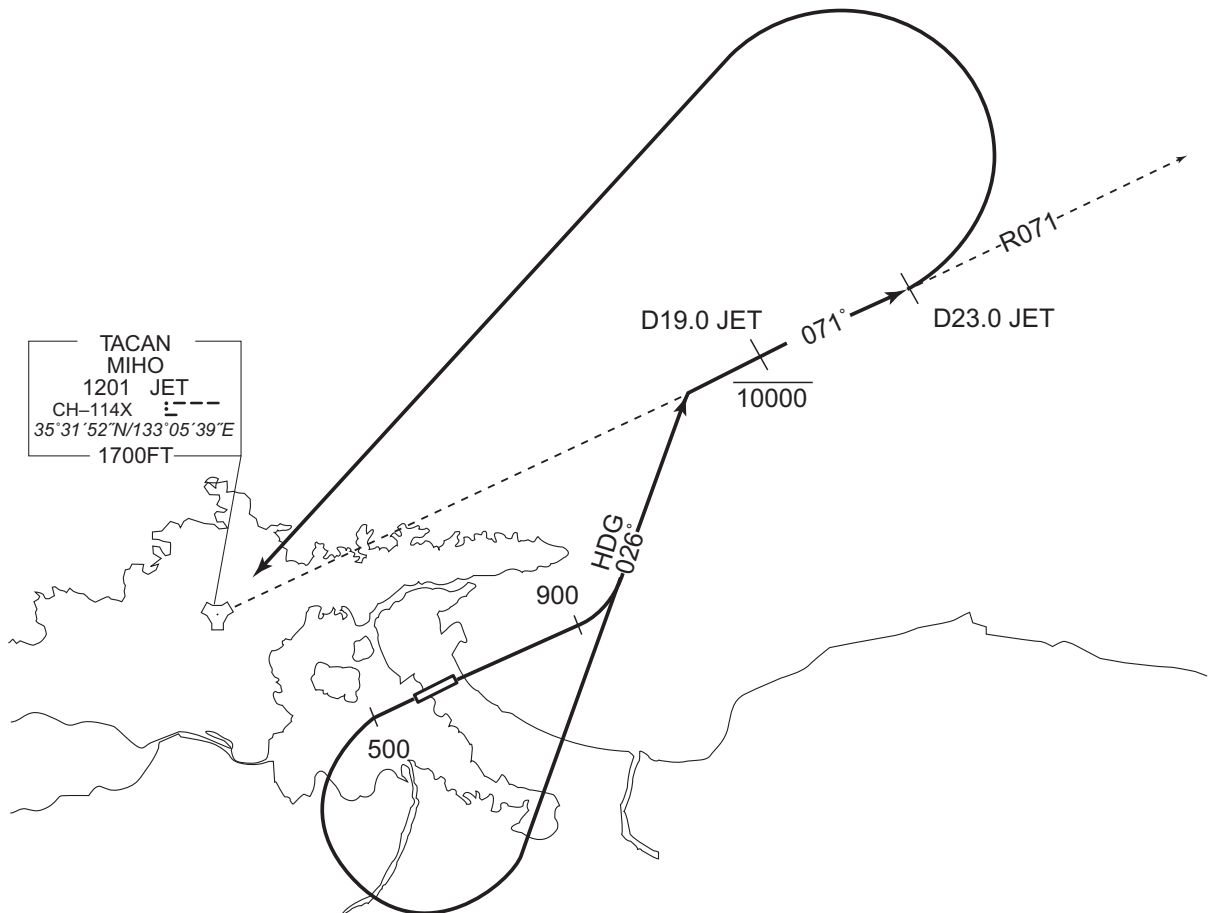 R071
D19.0 JET
071°
D23.0 JET
10000
TACAN
MIHO
1201 JET
CH–114X
35°31´52˝N/133°05´39˝E
1700FT
HDG
026°
900
500